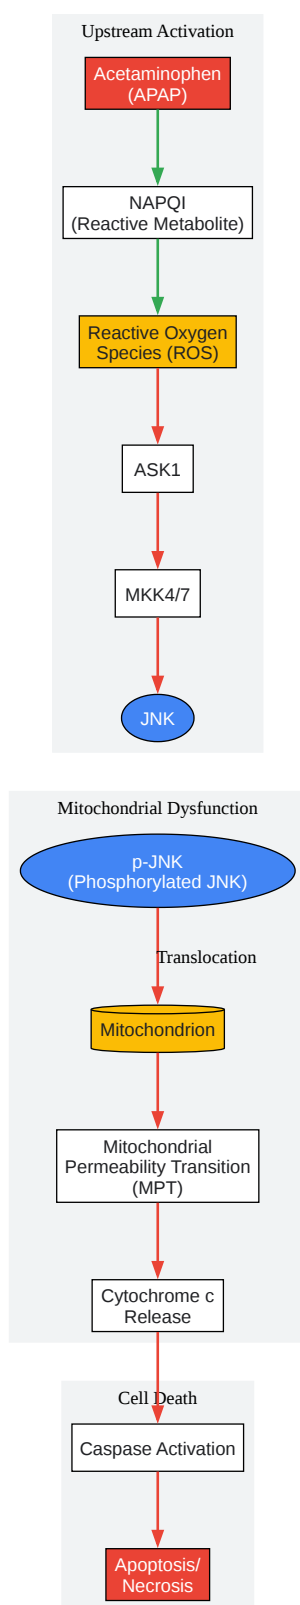 Upstream Activation
Acetaminophen
(APAP)
NAPQI
(Reactive Metabolite)
Reactive Oxygen
Species (ROS)
ASK1
MKK4/7
JNK
Mitochondrial Dysfunction
p-JNK
(Phosphorylated JNK)
Translocation
Mitochondrion
Mitochondrial
Permeability Transition
(MPT)
Cytochrome c
Release
Cell Death
Caspase Activation
Apoptosis/
Necrosis